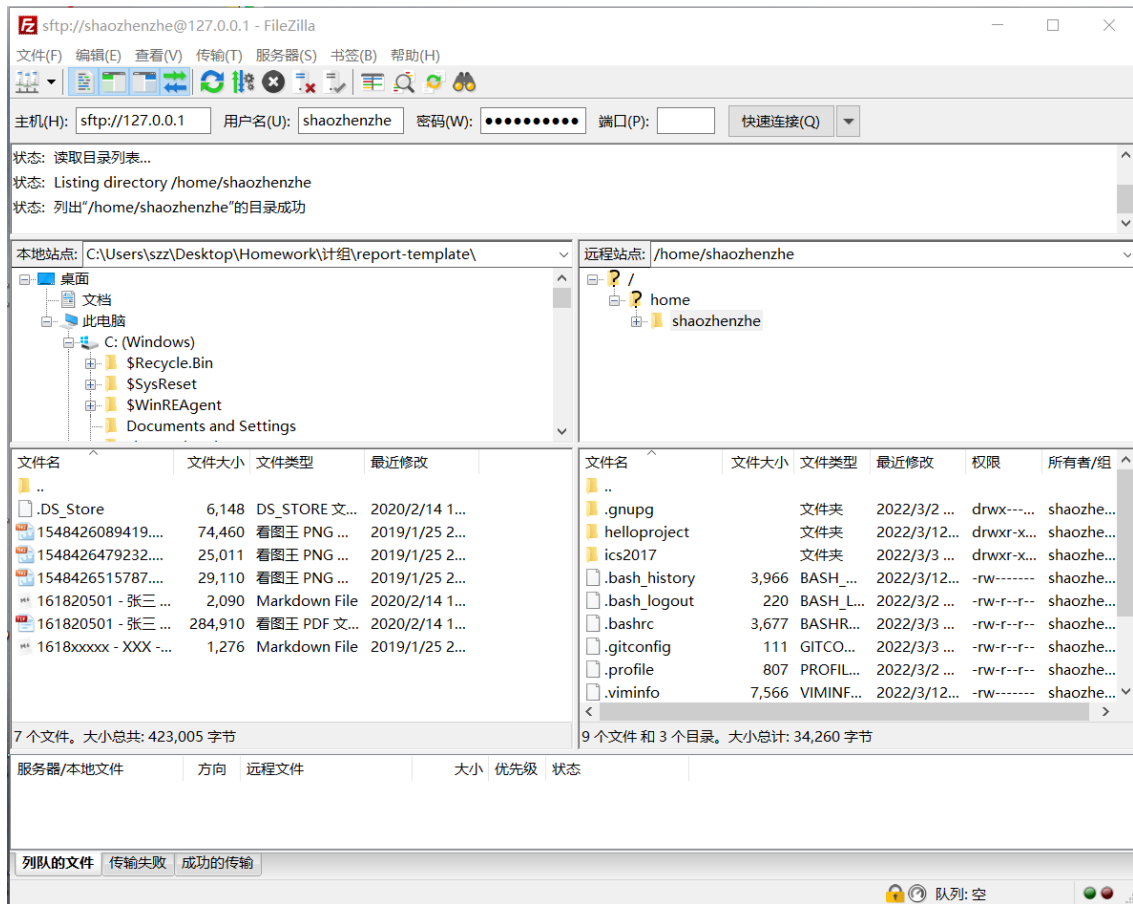 sftp://shaozhenzhe@127.0.0.1 - FileZilla
文件(F) 编辑(E) 查看(V) 传输(T) 服务器(S) 书签(B) 帮助(H)
主机(H): sftp://127.0.0.1 用户名(U): shaozhenzhe 密码(W): ●●●●●●●●●● 端口(P): 快速连接(Q)
状态: 读取目录列表...
状态: Listing directory /home/shaozhenzhe
状态: 列出"/home/shaozhenzhe"的目录成功
本地站点: C:\Users\szz\Desktop\Homework\计组\report-template\
桌面
文档
此电脑
C: (Windows)
$Recycle.Bin
$SysReset
$WinREAgent
Documents and Settings
远程站点: /home/shaozhenzhe
/
home
shaozhenzhe
文件名 文件大小 文件类型 最近修改
..
.DS_Store 6,148 DS_STORE 文... 2020/2/14 1...
1548426089419.... 74,460 看图王 PNG ... 2019/1/25 2...
1548426479232.... 25,011 看图王 PNG ... 2019/1/25 2...
1548426515787.... 29,110 看图王 PNG ... 2019/1/25 2...
161820501 - 张三 ... 2,090 Markdown File 2020/2/14 1...
161820501 - 张三 ... 284,910 看图王 PDF 文... 2020/2/14 1...
1618xxxxx - XXX -... 1,276 Markdown File 2019/1/25 2...
7 个文件。大小总共: 423,005 字节
文件名 文件大小 文件类型 最近修改 权限 所有者/组
..
.gnupg 文件夹 2022/3/2 ... drwx---... shaozhe...
helloproject 文件夹 2022/3/12... drwxr-x... shaozhe...
ics2017 文件夹 2022/3/3 ... drwxr-x... shaozhe...
.bash_history 3,966 BASH_... 2022/3/12... -rw------- shaozhe...
.bash_logout 220 BASH_L... 2022/3/2 ... -rw-r--r-- shaozhe...
.bashrc 3,677 BASHR... 2022/3/3 ... -rw-r--r-- shaozhe...
.gitconfig 111 GITCO... 2022/3/3 ... -rw-r--r-- shaozhe...
.profile 807 PROFIL... 2022/3/2 ... -rw-r--r-- shaozhe...
.viminfo 7,566 VIMINF... 2022/3/12... -rw------- shaozhe...
9 个文件 和 3 个目录。大小总计: 34,260 字节
服务器/本地文件 方向 远程文件 大小 优先级 状态
列队的文件 传输失败 成功的传输
队列: 空